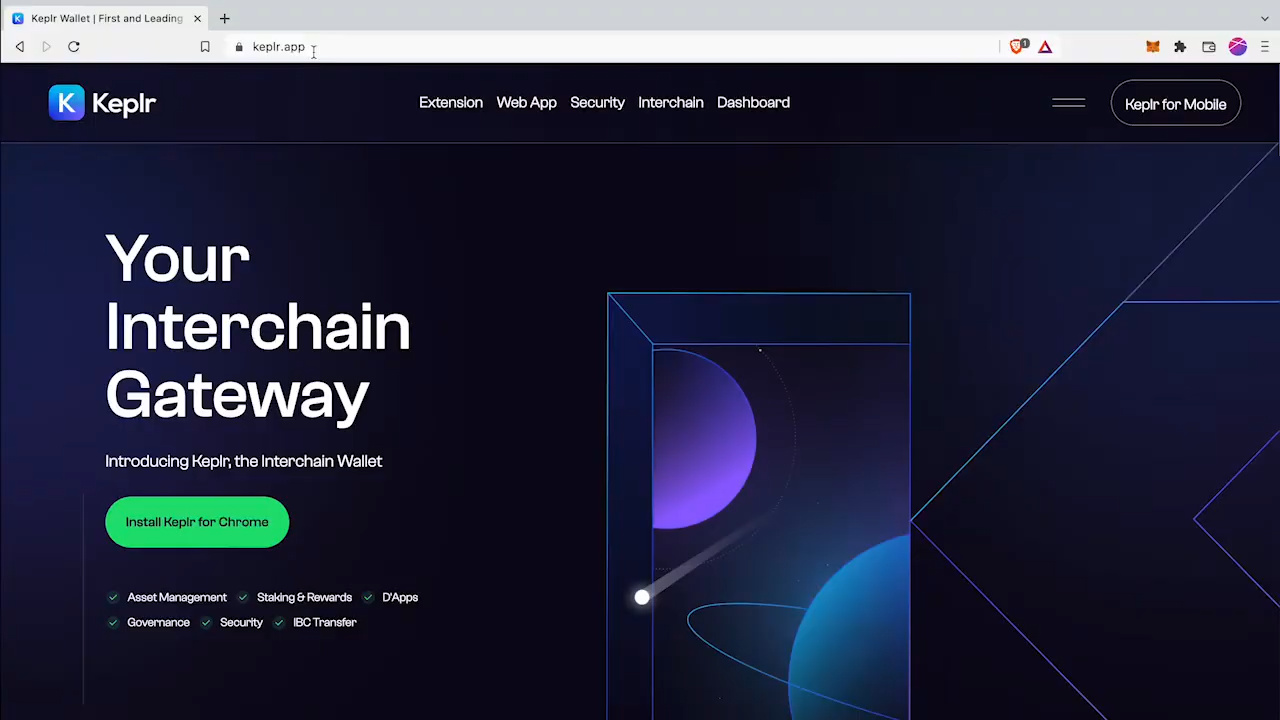 Keplr Wallet | First and Leading
keplr.app
1
K Keplr
Extension Web App Security Interchain Dashboard
Keplr for Mobile
Your
Interchain
Gateway
Introducing Keplr, the Interchain Wallet
Install Keplr for Chrome
Asset Management Staking & Rewards D'Apps
Governance Security IBC Transfer